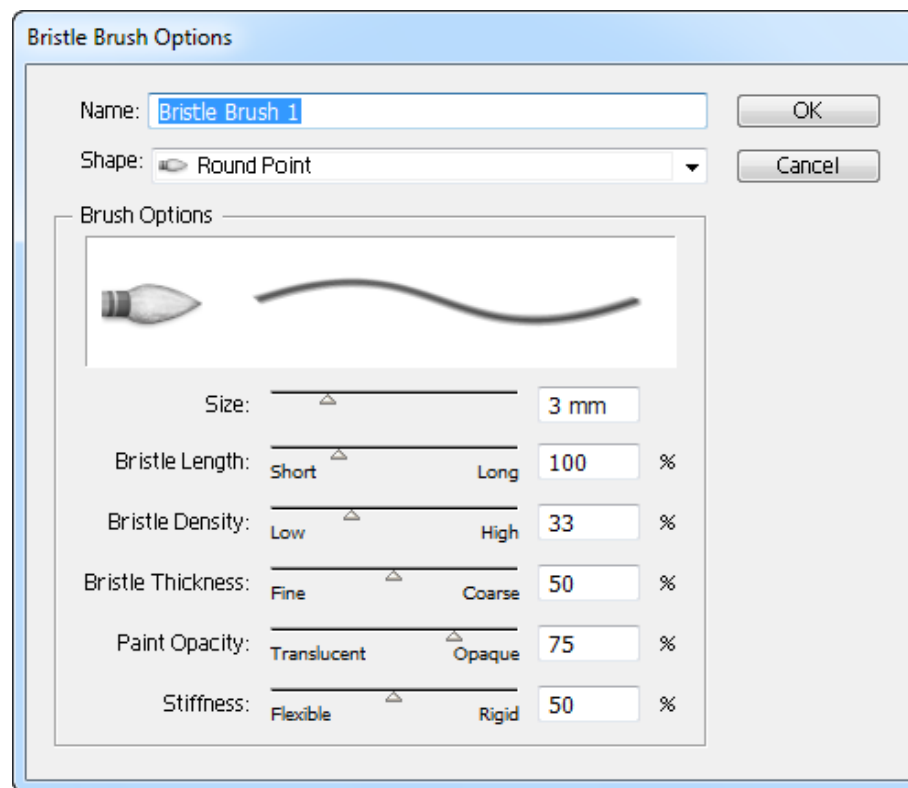 Bristle Brush Options
Name: Bristle Brush 1 OK
Shape: Round Point Cancel
Brush Options
Size: 3 mm
Bristle Length: Short Long 100 %
Bristle Density: Low High 33 %
Bristle Thickness: Fine Coarse 50 %
Paint Opacity: Translucent Opaque 75 %
Stiffness: Flexible Rigid 50 %